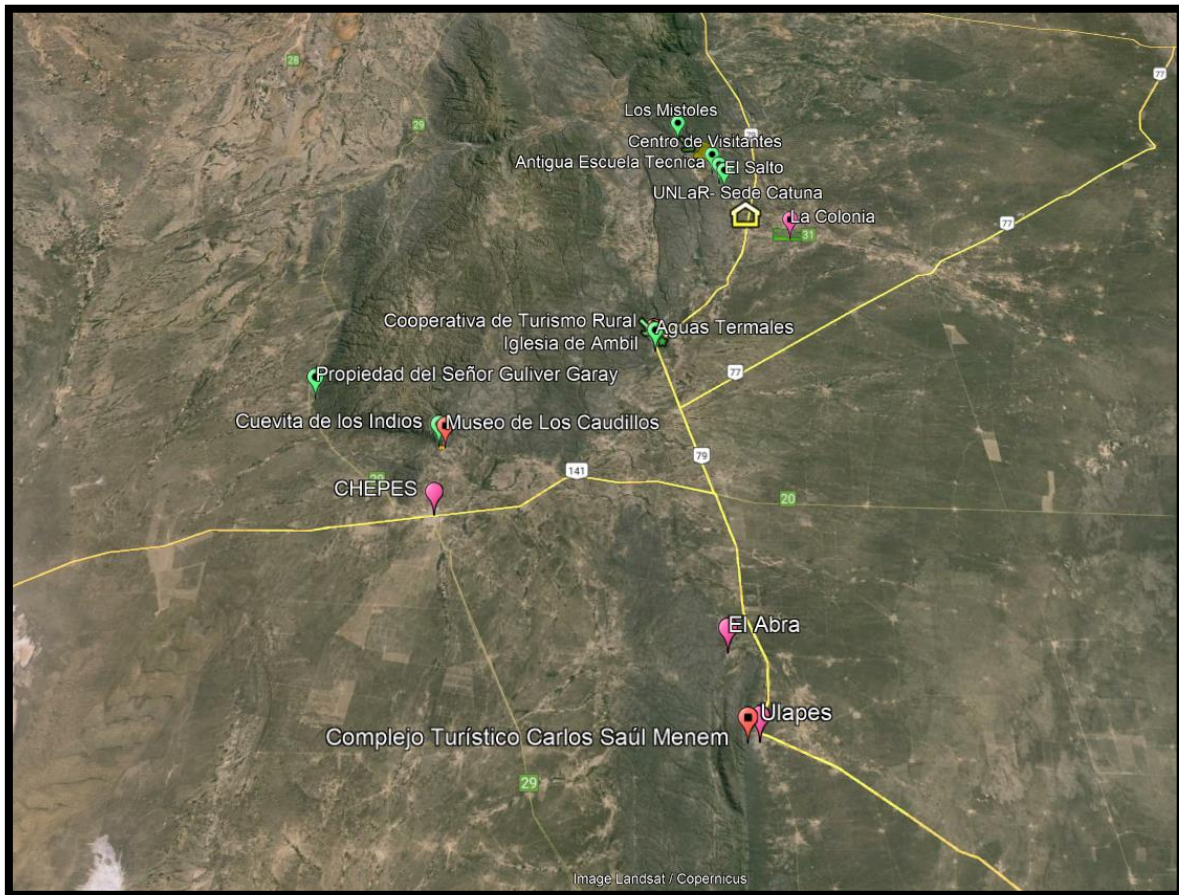 77
28
29
Los Mistoles
Centro de Visitantes
Antigua Escuela Tecnica
El Salto
UNLaR- Sede Catuna
La Colonia
31
77
Cooperativa de Turismo Rural
Aguas Termales
Iglesia de Ambil
77
Propiedad del Señor Guliver Garay
Cuevita de los Indios
Museo de Los Caudillos
79
141
CHEPES
20
El Abra
Ulapes
Complejo Turístico Carlos Saúl Menem
29
Image Landsat / Copernicus